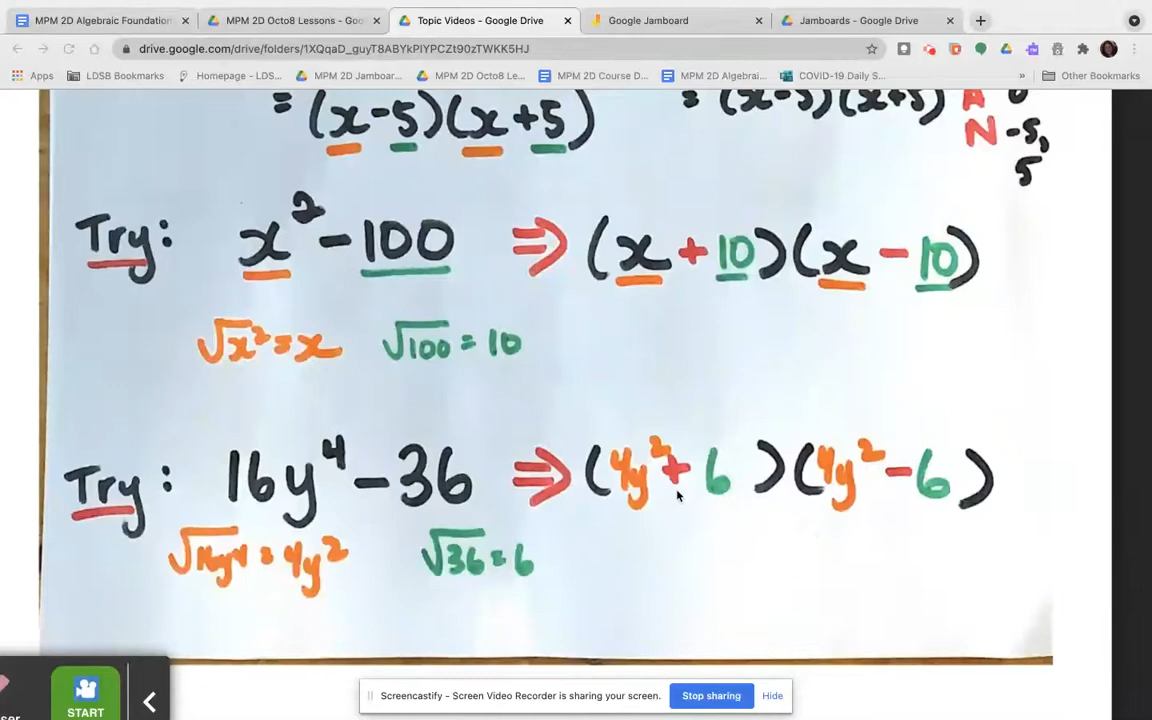 MPM 2D Algebraic Foundation
MPM 2D Octo8 Lessons - Goo
Topic Videos - Google Drive
Google Jamboard
Jamboards - Google Drive
drive.google.com/drive/folders/1XQqaD_guyT8ABYkPIYPCZt90zTWKK5HJ
Apps
LDSB Bookmarks
Homepage - LDS...
MPM 2D Jamboar...
MPM 2D Octo8 Le...
MPM 2D Course D...
MPM 2D Algebrai...
COVID-19 Daily S...
»
Other Bookmarks
= (x-5)(x+5)
= (x-5)(x+5)
A 0
N -5,
5
Try: x² - 100 ⇒ (x + 10)(x - 10)
√x² = x √100 = 10
Try: 16y⁴ - 36 ⇒ (4y² + 6)(4y² - 6)
√16y⁴ = 4y² √36 = 6
START
Screencastify - Screen Video Recorder is sharing your screen.
Stop sharing
Hide